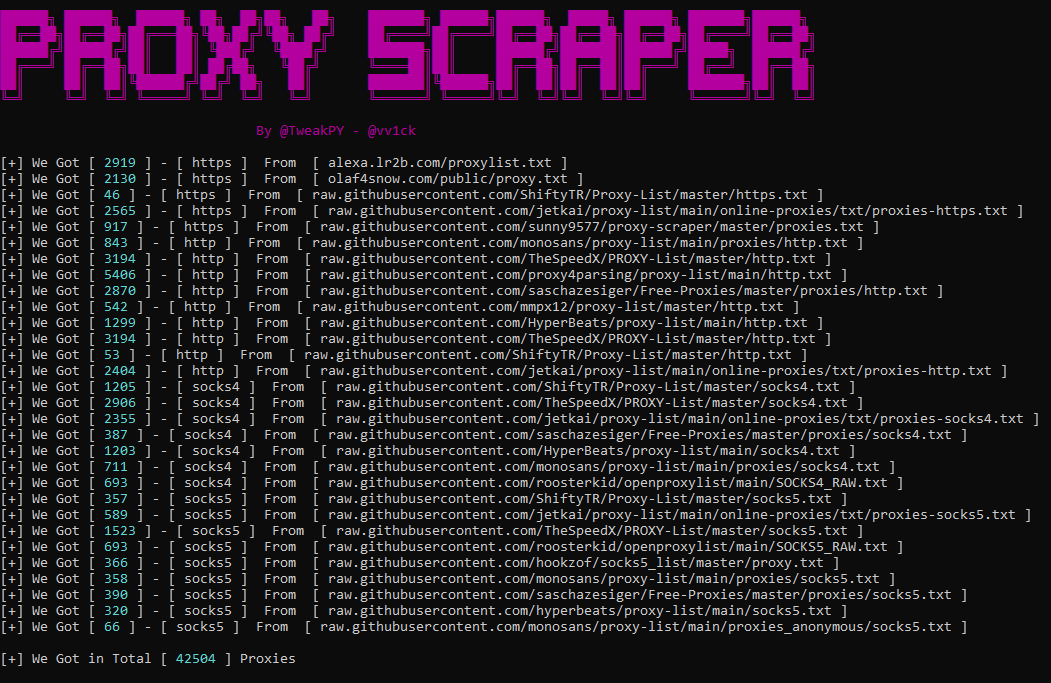 PROXY SCRAPER
By @TweakPY - @vv1ck
[+] We Got [ 2919 ] - [ https ]  From  [ alexa.lr2b.com/proxylist.txt ]
[+] We Got [ 2130 ] - [ https ]  From  [ olaf4snow.com/public/proxy.txt ]
[+] We Got [ 46 ] - [ https ]  From  [ raw.githubusercontent.com/ShiftyTR/Proxy-List/master/https.txt ]
[+] We Got [ 2565 ] - [ https ]  From  [ raw.githubusercontent.com/jetkai/proxy-list/main/online-proxies/txt/proxies-https.txt ]
[+] We Got [ 917 ] - [ https ]  From  [ raw.githubusercontent.com/sunny9577/proxy-scraper/master/proxies.txt ]
[+] We Got [ 843 ] - [ http ]  From  [ raw.githubusercontent.com/monosans/proxy-list/main/proxies/http.txt ]
[+] We Got [ 3194 ] - [ http ]  From  [ raw.githubusercontent.com/TheSpeedX/PROXY-List/master/http.txt ]
[+] We Got [ 5406 ] - [ http ]  From  [ raw.githubusercontent.com/proxy4parsing/proxy-list/main/http.txt ]
[+] We Got [ 2870 ] - [ http ]  From  [ raw.githubusercontent.com/saschazesiger/Free-Proxies/master/proxies/http.txt ]
[+] We Got [ 542 ] - [ http ]  From  [ raw.githubusercontent.com/mmpx12/proxy-list/master/http.txt ]
[+] We Got [ 1299 ] - [ http ]  From  [ raw.githubusercontent.com/HyperBeats/proxy-list/main/http.txt ]
[+] We Got [ 3194 ] - [ http ]  From  [ raw.githubusercontent.com/TheSpeedX/PROXY-List/master/http.txt ]
[+] We Got [ 53 ] - [ http ]  From  [ raw.githubusercontent.com/ShiftyTR/Proxy-List/master/http.txt ]
[+] We Got [ 2404 ] - [ http ]  From  [ raw.githubusercontent.com/jetkai/proxy-list/main/online-proxies/txt/proxies-http.txt ]
[+] We Got [ 1205 ] - [ socks4 ]  From  [ raw.githubusercontent.com/ShiftyTR/Proxy-List/master/socks4.txt ]
[+] We Got [ 2906 ] - [ socks4 ]  From  [ raw.githubusercontent.com/TheSpeedX/PROXY-List/master/socks4.txt ]
[+] We Got [ 2355 ] - [ socks4 ]  From  [ raw.githubusercontent.com/jetkai/proxy-list/main/online-proxies/txt/proxies-socks4.txt ]
[+] We Got [ 387 ] - [ socks4 ]  From  [ raw.githubusercontent.com/saschazesiger/Free-Proxies/master/proxies/socks4.txt ]
[+] We Got [ 1203 ] - [ socks4 ]  From  [ raw.githubusercontent.com/HyperBeats/proxy-list/main/socks4.txt ]
[+] We Got [ 711 ] - [ socks4 ]  From  [ raw.githubusercontent.com/monosans/proxy-list/main/proxies/socks4.txt ]
[+] We Got [ 693 ] - [ socks4 ]  From  [ raw.githubusercontent.com/roosterkid/openproxylist/main/SOCKS4_RAW.txt ]
[+] We Got [ 357 ] - [ socks5 ]  From  [ raw.githubusercontent.com/ShiftyTR/Proxy-List/master/socks5.txt ]
[+] We Got [ 589 ] - [ socks5 ]  From  [ raw.githubusercontent.com/jetkai/proxy-list/main/online-proxies/txt/proxies-socks5.txt ]
[+] We Got [ 1523 ] - [ socks5 ]  From  [ raw.githubusercontent.com/TheSpeedX/PROXY-List/master/socks5.txt ]
[+] We Got [ 693 ] - [ socks5 ]  From  [ raw.githubusercontent.com/roosterkid/openproxylist/main/SOCKS5_RAW.txt ]
[+] We Got [ 366 ] - [ socks5 ]  From  [ raw.githubusercontent.com/hookzof/socks5_list/master/proxy.txt ]
[+] We Got [ 358 ] - [ socks5 ]  From  [ raw.githubusercontent.com/monosans/proxy-list/main/proxies/socks5.txt ]
[+] We Got [ 390 ] - [ socks5 ]  From  [ raw.githubusercontent.com/saschazesiger/Free-Proxies/master/proxies/socks5.txt ]
[+] We Got [ 320 ] - [ socks5 ]  From  [ raw.githubusercontent.com/hyperbeats/proxy-list/main/socks5.txt ]
[+] We Got [ 66 ] - [ socks5 ]  From  [ raw.githubusercontent.com/monosans/proxy-list/main/proxies_anonymous/socks5.txt ]
[+] We Got in Total [ 42504 ] Proxies